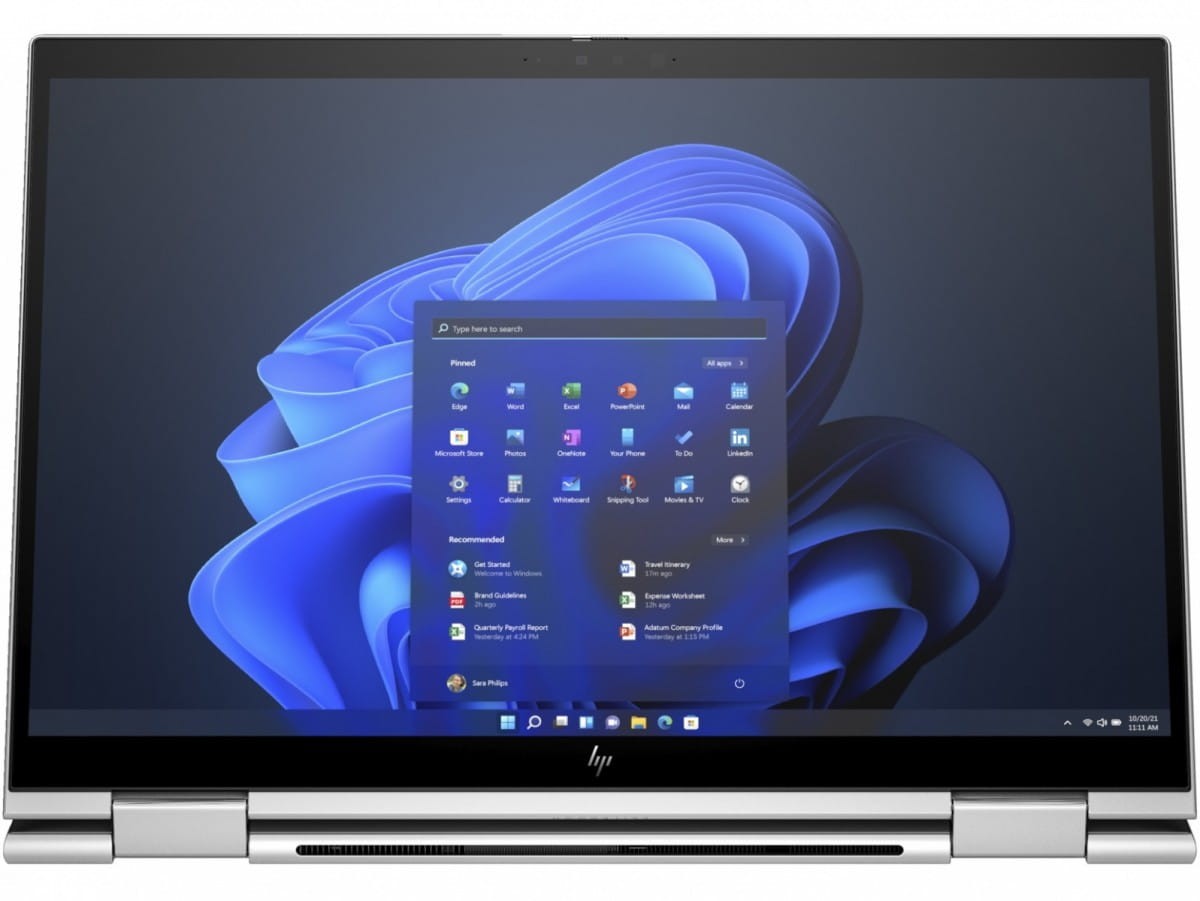 Type here to search
Pinned
All apps >
Edge Word Excel PowerPoint Mail Calendar
Microsoft Store Photos OneNote Your Phone To Do LinkedIn
Settings Calculator Whiteboard Snipping Tool Movies & TV Clock
Recommended
More >
Get Started
Welcome to Windows
Travel Itinerary
17m ago
Brand Guidelines
2h ago
Expense Worksheet
12h ago
Quarterly Payroll Report
Yesterday at 4:24 PM
Adatum Company Profile
Yesterday at 1:15 PM
Sara Philips
10/20/21
11:11 AM
hp